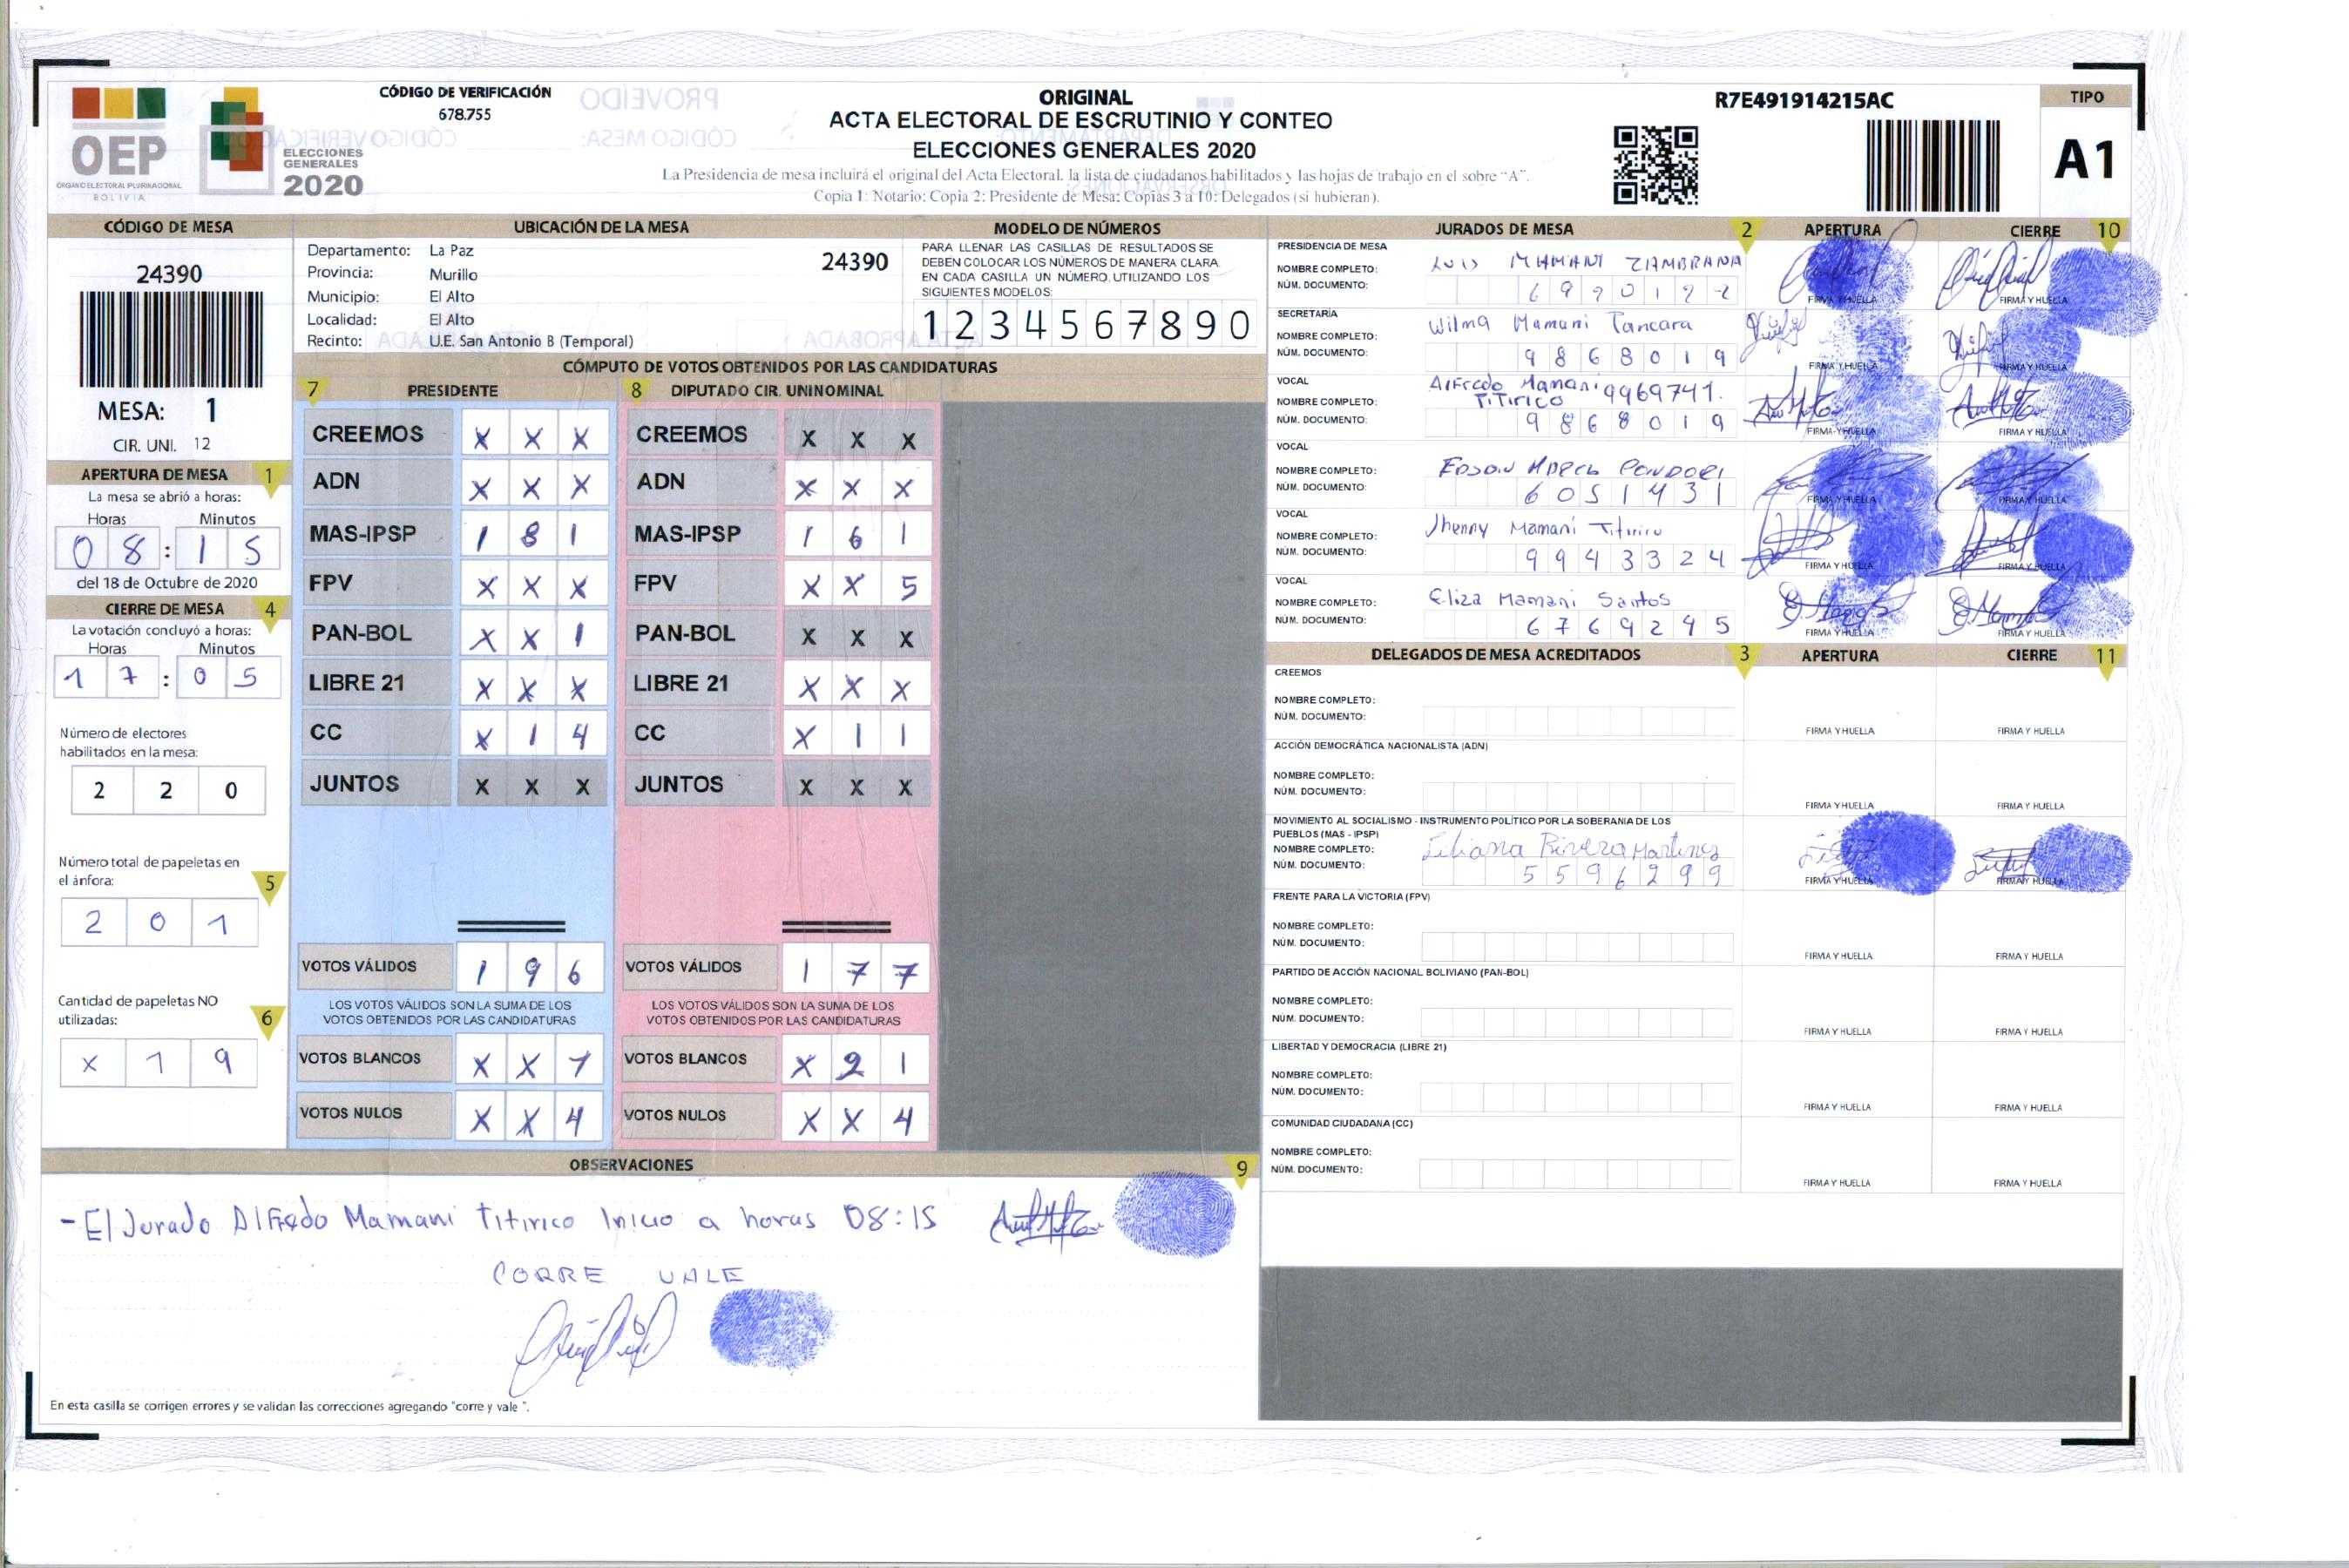 CÓDIGO DE VERIFICACIÓN
678.755
OEP
ÓRGANO ELECTORAL PLURINACIONAL
BOLIVIA
ELECCIONES
GENERALES
2020
ORIGINAL
ACTA ELECTORAL DE ESCRUTINIO Y CONTEO
ELECCIONES GENERALES 2020
La Presidencia de mesa incluirá el original del Acta Electoral, la lista de ciudadanos habilitados y las hojas de trabajo en el sobre "A".
Copia 1: Notario; Copia 2: Presidente de Mesa; Copias 3 a 10: Delegados (si hubieran).
R7E491914215AC
TIPO
A1
CÓDIGO DE MESA
24390
MESA: 1
CIR. UNI. 12
APERTURA DE MESA 1
La mesa se abrió a horas:
Horas Minutos
08:15
del 18 de Octubre de 2020
CIERRE DE MESA 4
La votación concluyó a horas:
Horas Minutos
17:05
Número de electores
habilitados en la mesa:
2 2 0
Número total de papeletas en
el ánfora: 5
2 0 1
Cantidad de papeletas NO
utilizadas: 6
X 1 9
UBICACIÓN DE LA MESA
Departamento: La Paz
Provincia: Murillo
Municipio: El Alto
Localidad: El Alto
Recinto: U.E. San Antonio B (Temporal)
24390
MODELO DE NÚMEROS
PARA LLENAR LAS CASILLAS DE RESULTADOS SE
DEBEN COLOCAR LOS NÚMEROS DE MANERA CLARA.
EN CADA CASILLA UN NÚMERO, UTILIZANDO LOS
SIGUIENTES MODELOS:
1 2 3 4 5 6 7 8 9 0
CÓMPUTO DE VOTOS OBTENIDOS POR LAS CANDIDATURAS
7 PRESIDENTE
CREEMOS X X X
ADN X X X
MAS-IPSP 1 8 1
FPV X X X
PAN-BOL X X 1
LIBRE 21 X X X
CC X 1 4
JUNTOS X X X
VOTOS VÁLIDOS 1 9 6
LOS VOTOS VÁLIDOS SON LA SUMA DE LOS
VOTOS OBTENIDOS POR LAS CANDIDATURAS
VOTOS BLANCOS X X 1
VOTOS NULOS X X 4
8 DIPUTADO CIR. UNINOMINAL
CREEMOS X X X
ADN X X X
MAS-IPSP 1 6 1
FPV X X 5
PAN-BOL X X X
LIBRE 21 X X X
CC X 1 1
JUNTOS X X X
VOTOS VÁLIDOS 1 7 7
LOS VOTOS VÁLIDOS SON LA SUMA DE LOS
VOTOS OBTENIDOS POR LAS CANDIDATURAS
VOTOS BLANCOS X 2 1
VOTOS NULOS X X 4
OBSERVACIONES 9
- El Jurado Alfredo Mamani Titirico Inicio a horas 08:15
CORRE VALE
En esta casilla se corrigen errores y se validan las correcciones agregando "corre y vale ".
JURADOS DE MESA 2 APERTURA CIERRE 10
PRESIDENCIA DE MESA
NOMBRE COMPLETO: LUIS MAMANI ZAMBRANA
NÚM. DOCUMENTO:
FIRMA Y HUELLA FIRMA Y HUELLA
SECRETARÍA
NOMBRE COMPLETO: Wilma Mamani Tancara
NÚM. DOCUMENTO: 9 8 6 8 0 1 9
FIRMA Y HUELLA FIRMA Y HUELLA
VOCAL
NOMBRE COMPLETO: Alfredo Mamani Titirico 9969741.
NÚM. DOCUMENTO: 9 8 6 8 0 1 9
FIRMA Y HUELLA FIRMA Y HUELLA
VOCAL
NOMBRE COMPLETO:
NÚM. DOCUMENTO: 6 0 5 1 4 3 1
FIRMA Y HUELLA FIRMA Y HUELLA
VOCAL
NOMBRE COMPLETO: Jhenny Mamani Titirico
NÚM. DOCUMENTO: 9 9 4 3 3 2 4
FIRMA Y HUELLA FIRMA Y HUELLA
VOCAL
NOMBRE COMPLETO: Eliza Mamani Santos
NÚM. DOCUMENTO: 6 7 6 9 2 9 5
FIRMA Y HUELLA FIRMA Y HUELLA
DELEGADOS DE MESA ACREDITADOS 3 APERTURA CIERRE 11
CREEMOS
NOMBRE COMPLETO:
NÚM. DOCUMENTO:
FIRMA Y HUELLA FIRMA Y HUELLA
ACCIÓN DEMOCRÁTICA NACIONALISTA (ADN)
NOMBRE COMPLETO:
NÚM. DOCUMENTO:
FIRMA Y HUELLA FIRMA Y HUELLA
MOVIMIENTO AL SOCIALISMO - INSTRUMENTO POLÍTICO POR LA SOBERANIA DE LOS
PUEBLOS (MAS - IPSP)
NOMBRE COMPLETO: Liliana Rivera Martinez
NÚM. DOCUMENTO: 5 5 9 6 2 9 9
FIRMA Y HUELLA FIRMA Y HUELLA
FRENTE PARA LA VICTORIA (FPV)
NOMBRE COMPLETO:
NÚM. DOCUMENTO:
FIRMA Y HUELLA FIRMA Y HUELLA
PARTIDO DE ACCIÓN NACIONAL BOLIVIANO (PAN-BOL)
NOMBRE COMPLETO:
NÚM. DOCUMENTO:
FIRMA Y HUELLA FIRMA Y HUELLA
LIBERTAD Y DEMOCRACIA (LIBRE 21)
NOMBRE COMPLETO:
NÚM. DOCUMENTO:
FIRMA Y HUELLA FIRMA Y HUELLA
COMUNIDAD CIUDADANA (CC)
NOMBRE COMPLETO:
NÚM. DOCUMENTO:
FIRMA Y HUELLA FIRMA Y HUELLA